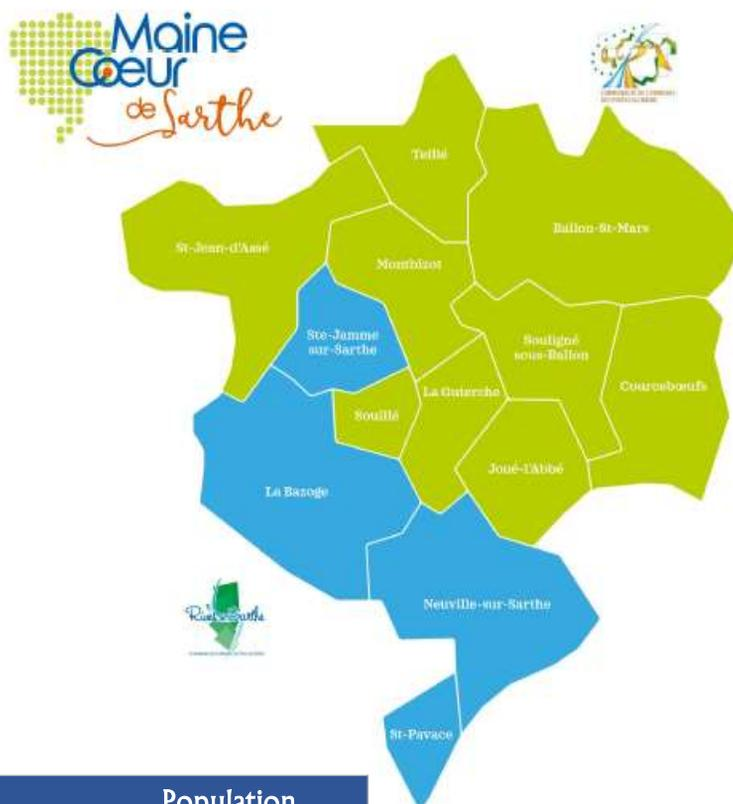 Maine
Cœur
de Sarthe
Teillé
Ballon-St-Mars
St-Jean-d'Assé
Montbizot
Ste-Jamme
sur-Sarthe
Souligné
sous-Ballon
La Guierche
Courcebœufs
Souillé
Joué-l'Abbé
La Bazoge
Neuville-sur-Sarthe
St-Pavace
Population